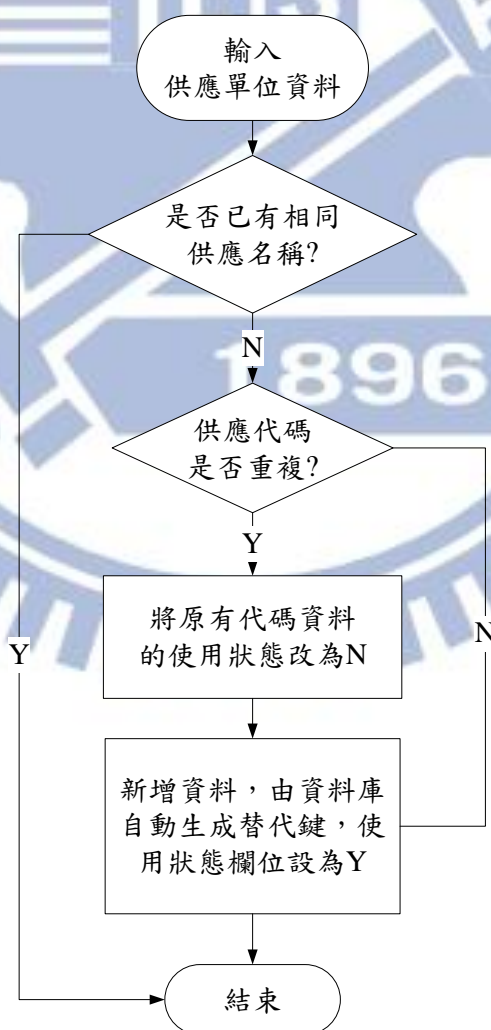 輸入
供應單位資料
是否已有相同
供應名稱?
N
1896
供應代碼
是否重複?
Y
將原有代碼資料
的使用狀態改為N
Y
N
新增資料，由資料庫
自動生成替代鍵，使
用狀態欄位設為Y
結束